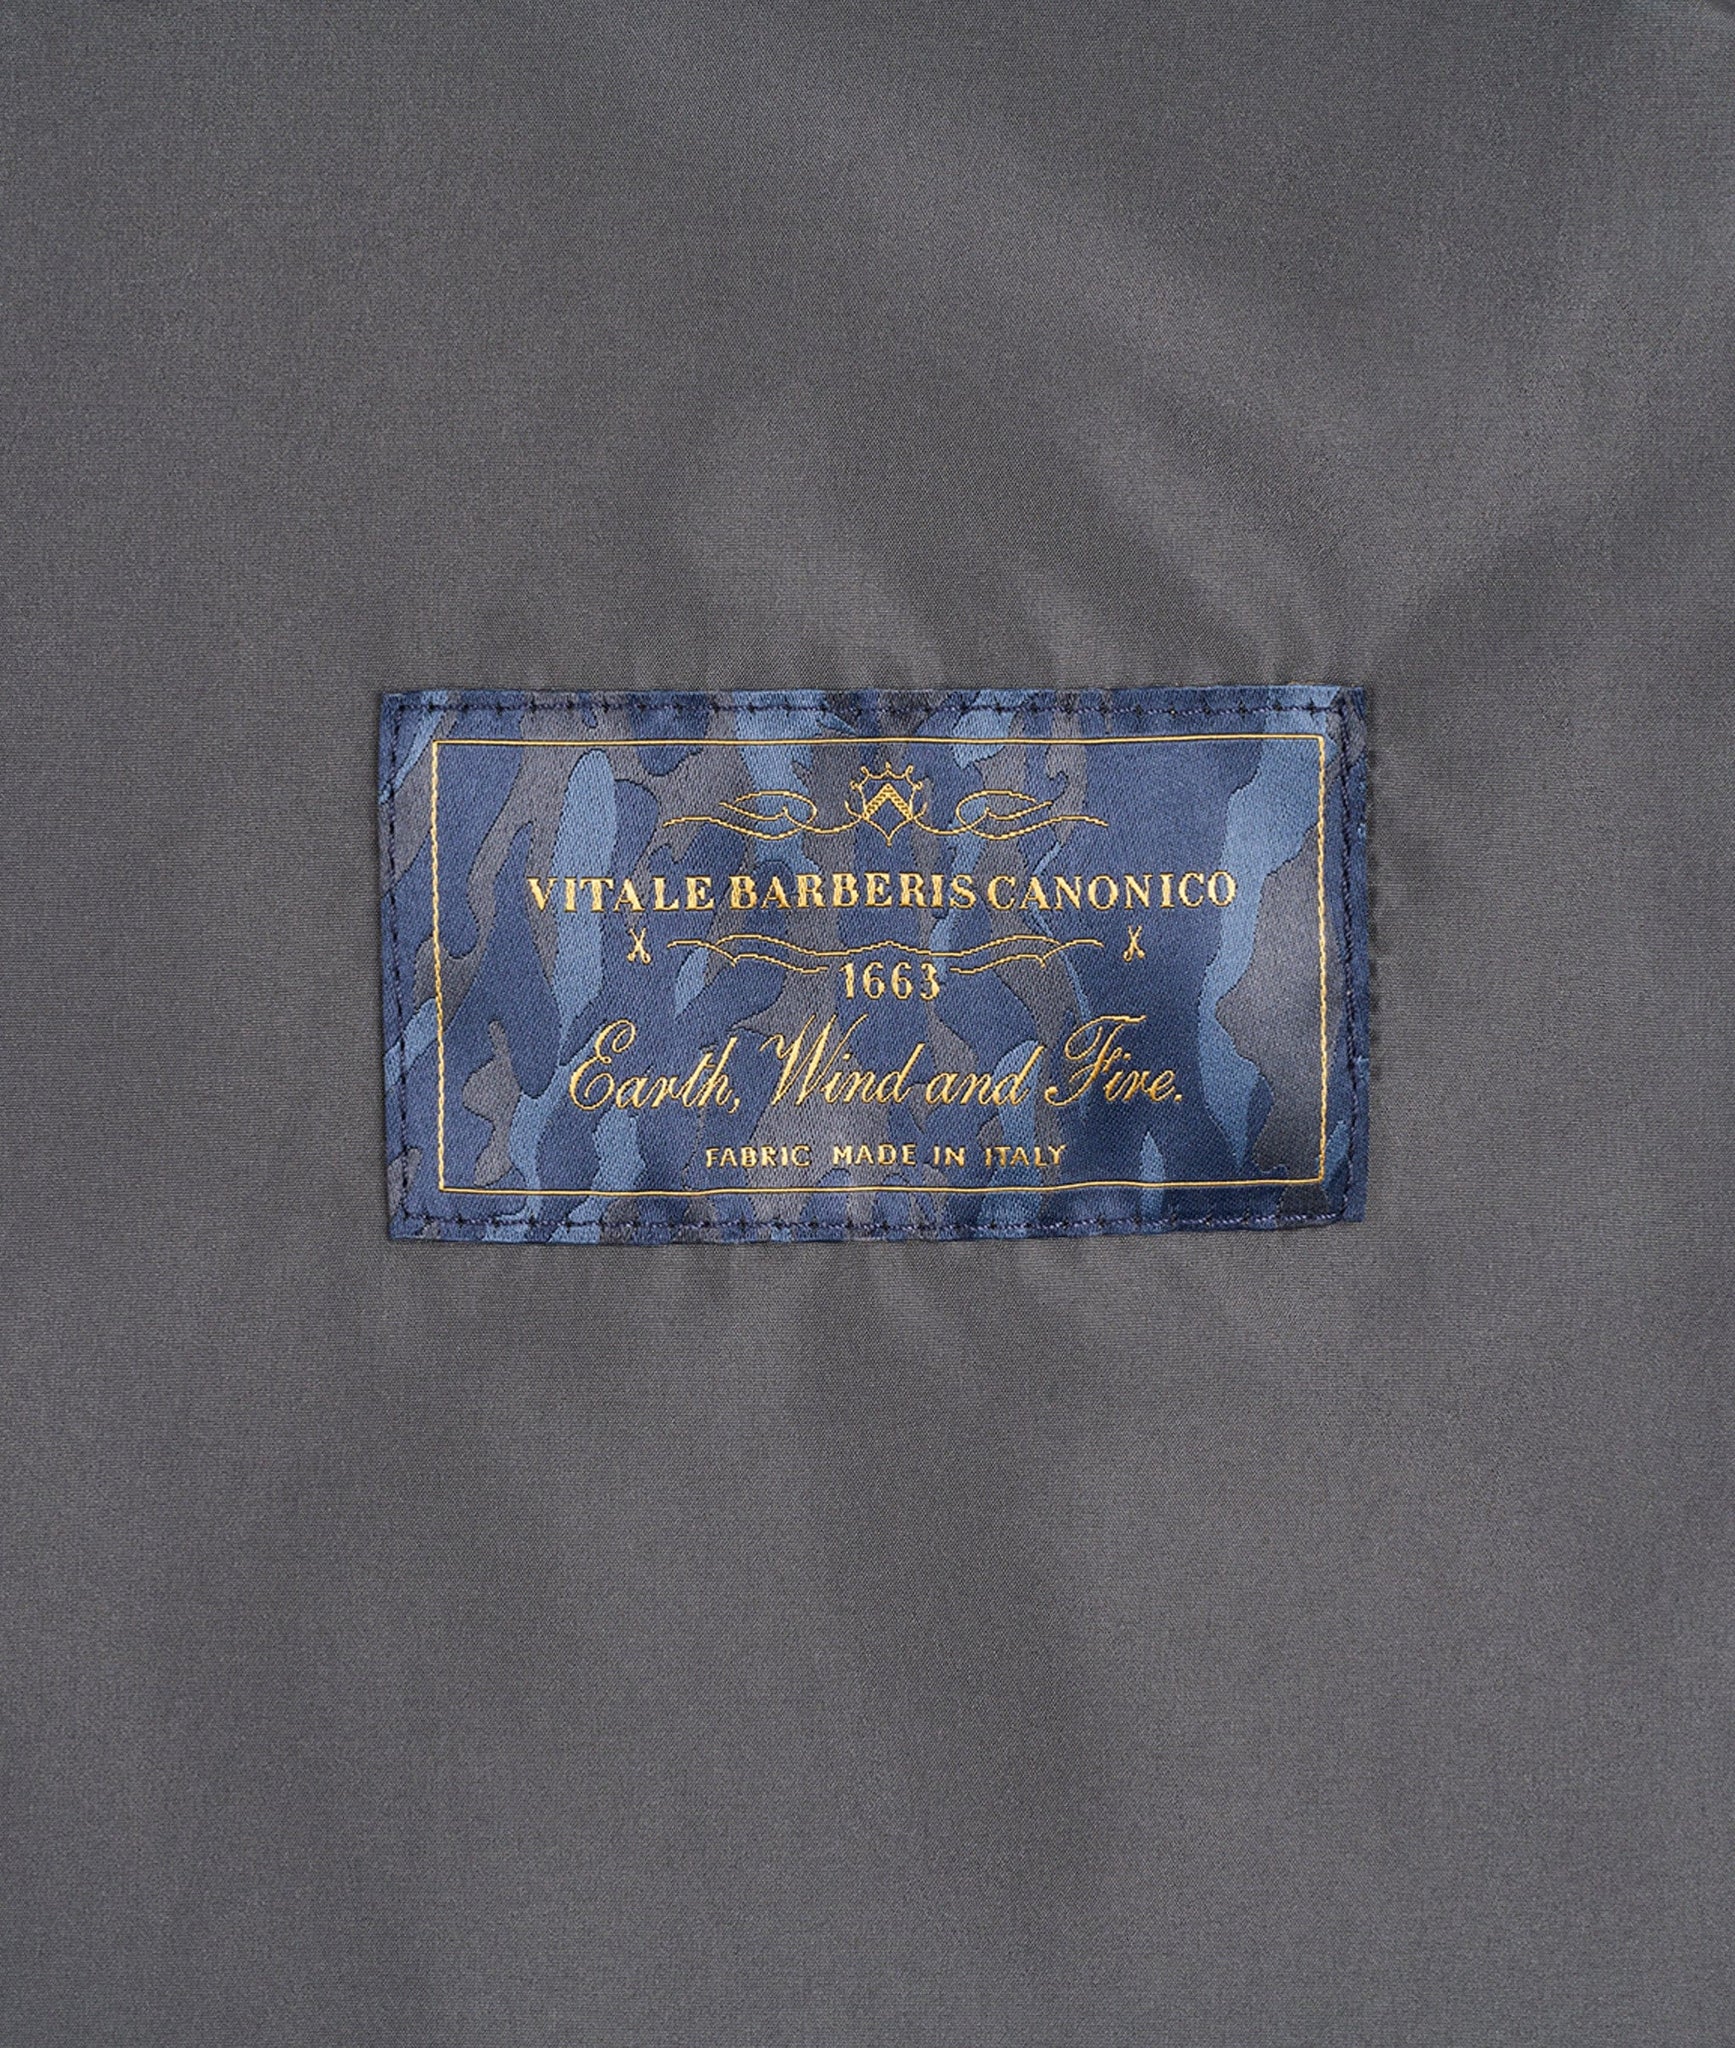 VITALE BARBERIS CANONICO
1663
Earth, Wind and Fire.
FABRIC MADE IN ITALY